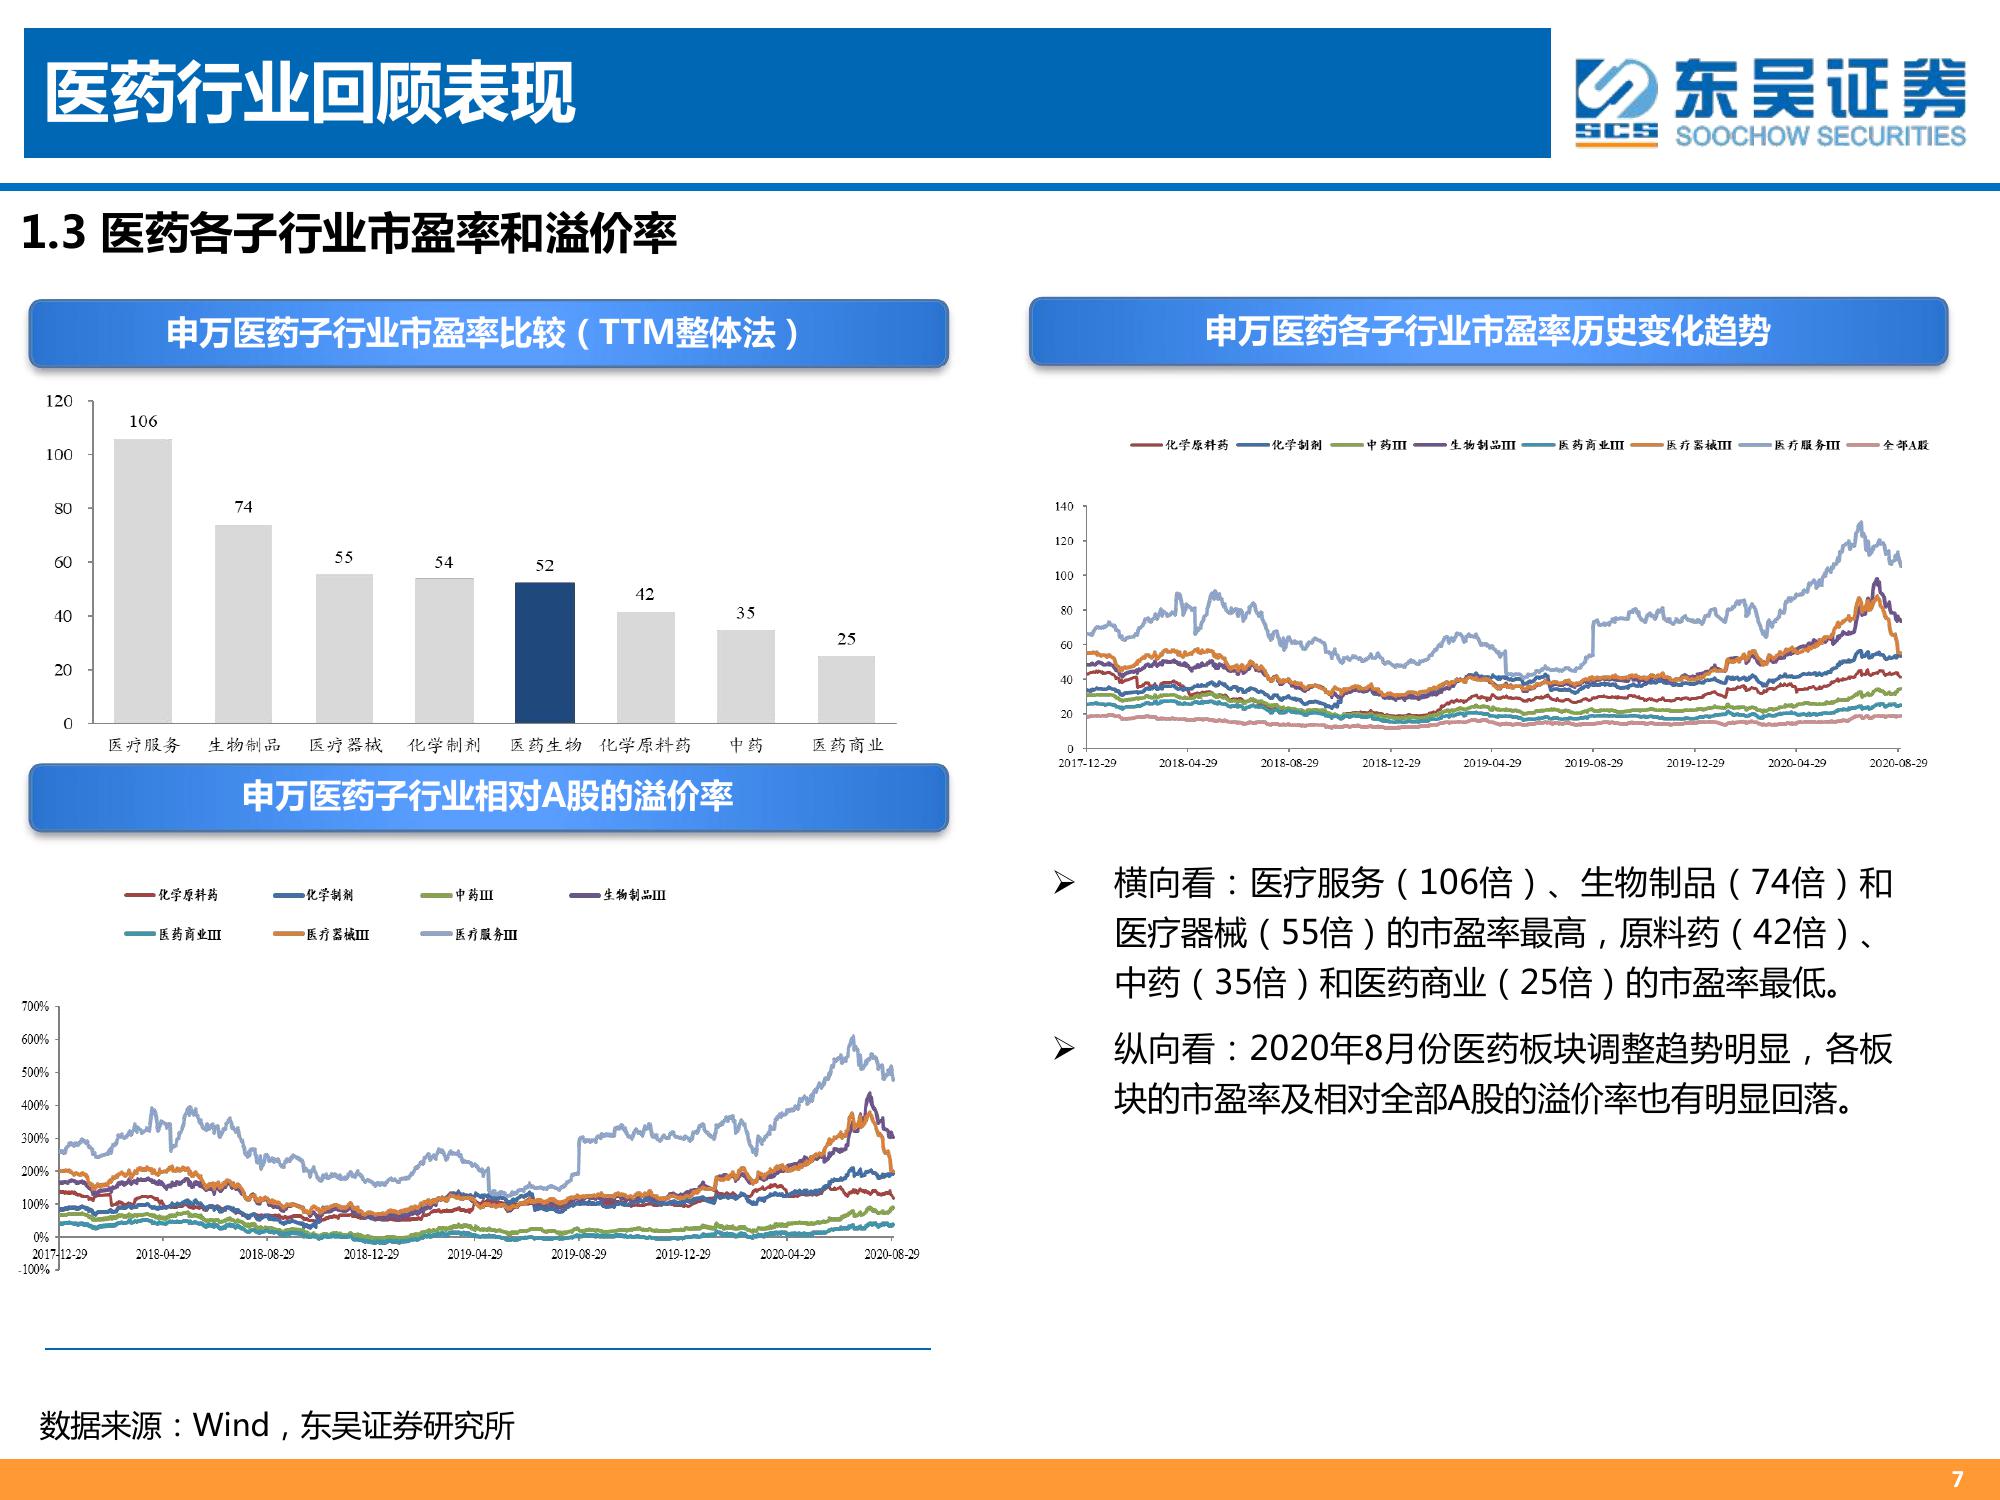 医药行业回顾表现
SCS
东吴证券
SOOCHOW SECURITIES
1.3 医药各子行业市盈率和溢价率
申万医药子行业市盈率比较（TTM整体法）
120
100
80
60
40
20
0
106
74
55
54
52
42
35
25
医疗服务 生物制品 医疗器械 化学制剂 医药生物 化学原料药 中药 医药商业
申万医药子行业相对A股的溢价率
化学原料药 化学制剂 中药III 生物制品III
医药商业III 医疗器械III 医疗服务III
700%
600%
500%
400%
300%
200%
100%
0%
-100%
2017-12-29 2018-04-29 2018-08-29 2018-12-29 2019-04-29 2019-08-29 2019-12-29 2020-04-29 2020-08-29
申万医药各子行业市盈率历史变化趋势
化学原料药 化学制剂 中药III 生物制品III 医药商业III 医疗器械III 医疗服务III 全部A股
140
120
100
80
60
40
20
0
2017-12-29 2018-04-29 2018-08-29 2018-12-29 2019-04-29 2019-08-29 2019-12-29 2020-04-29 2020-08-29
横向看：医疗服务（106倍）、生物制品（74倍）和
医疗器械（55倍）的市盈率最高，原料药（42倍）、
中药（35倍）和医药商业（25倍）的市盈率最低。
纵向看：2020年8月份医药板块调整趋势明显，各板
块的市盈率及相对全部A股的溢价率也有明显回落。
数据来源：Wind，东吴证券研究所
7